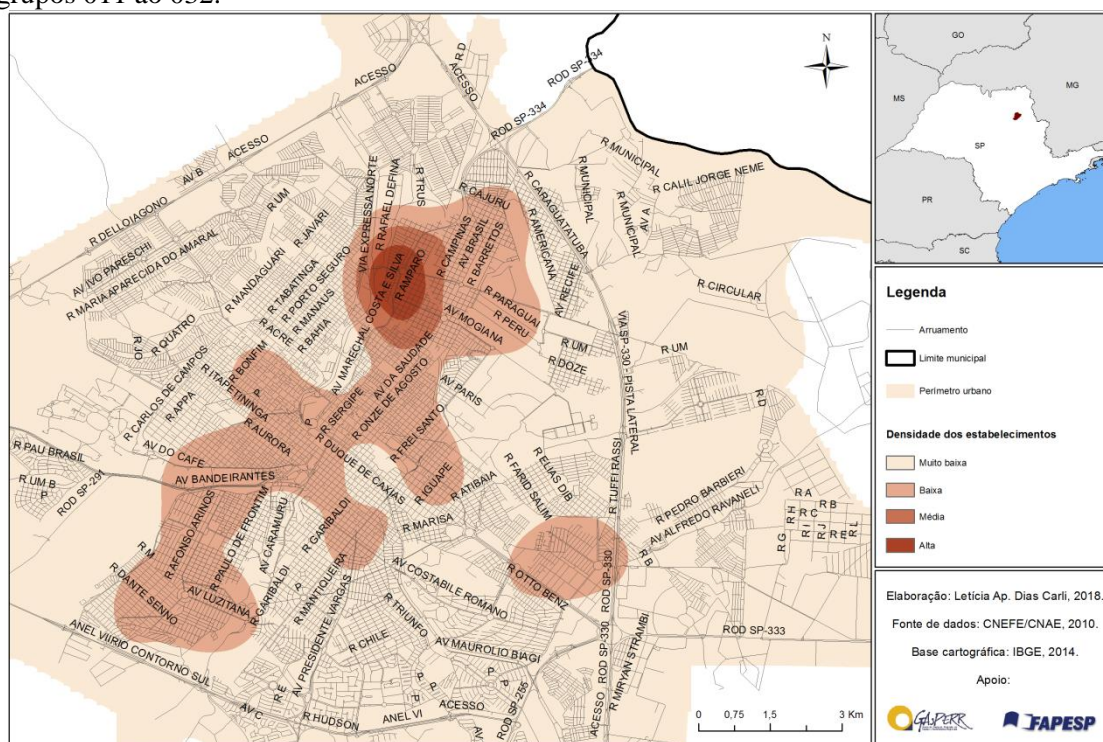 grupos 011 ao 032.
N
ACESSO
R D
ACESSO
ROD SP-334
ROD SP-334
AV B
ACESSO
R DELLO DIAGONO
R UM
R TRUS
R CAJURU
R MUNICIPAL
R CALIL JORGE NEME
R MUNICIPAL
R MUNICIPAL
AV A
VIA EXPRESSA NORTE
R RAFAEL DEFINA
R CARAGUATATUBA
R AMERICANA
R CAMPINAS
AV BRASIL
R BARRETOS
AV RECIFE
R JAVARI
AV IVO PARESCHI
R MARIA APARECIDA DO AMARAL
R MANDAGUARI
R TABATINGA
R PORTO SEGURO
R MANAUS
R ACRE
R BAHIA
AV MARECHAL COSTA E SILVA
R AMPARO
R PARAGUAI
R PERU
AV MOGIANA
R CIRCULAR
R QUATRO
R JO
R UM
R DOZE
R UM
VIA SP-330 - PISTA LATERAL
R CARLOS DE CAMPOS
R APPA
R ITAPETININGA
R BONFIM
P
P
AV DA SAUDADE
R SERGIPE
R ONZE DE AGOSTO
AV PARIS
R FREI SANTO
R D
R AURORA
R DUQUE DE CAXIAS
R PAU BRASIL
AV DO CAFE
AV BANDEIRANTES
R UM B
P
ROD SP-291
R IGUAPE
R ATIBAIA
R ELIAS DIB
R FARID SALIM
R TUFFI RASSI
R PEDRO BARBIERI
AV ALFREDO RAVANELI
R A
R B
R C
R H
R I
R J
R E
R L
R G
R AFONSO ARINOS
R PAULO DE FRONTIM
AV CARAMURU
R GARIBALDI
R MARISA
R M
R DANTE SENNO
AV LUZITANA
R GARIBALDI
P
R MANTIQUEIRA
AV PRESIDENTE VARGAS
AV COSTABILE ROMANO
R OTTO BENZ
ROD SP-330
R B
R TRIUNFO
AV MAUROLIO BIAGI
R CHILE
ROD SP-333
ANEL VIIRIO CONTORNO SUL
R E
AV C
R HUDSON
ANEL VI
P
P
P
P
P
ACESSO
ROD SP-255
ACESSO
ROD SP-330
R MIRYAN STRAMBI
0 0,75 1,5 3 Km
GO
MS
MG
SP
PR
SC
Legenda
Arruamento
Limite municipal
Perímetro urbano
Densidade dos estabelecimentos
Muito baixa
Baixa
Média
Alta
Elaboração: Letícia Ap. Dias Carli, 2018.
Fonte de dados: CNEFE/CNAE, 2010.
Base cartográfica: IBGE, 2014.
Apoio:
GAsPERR
FAPESP